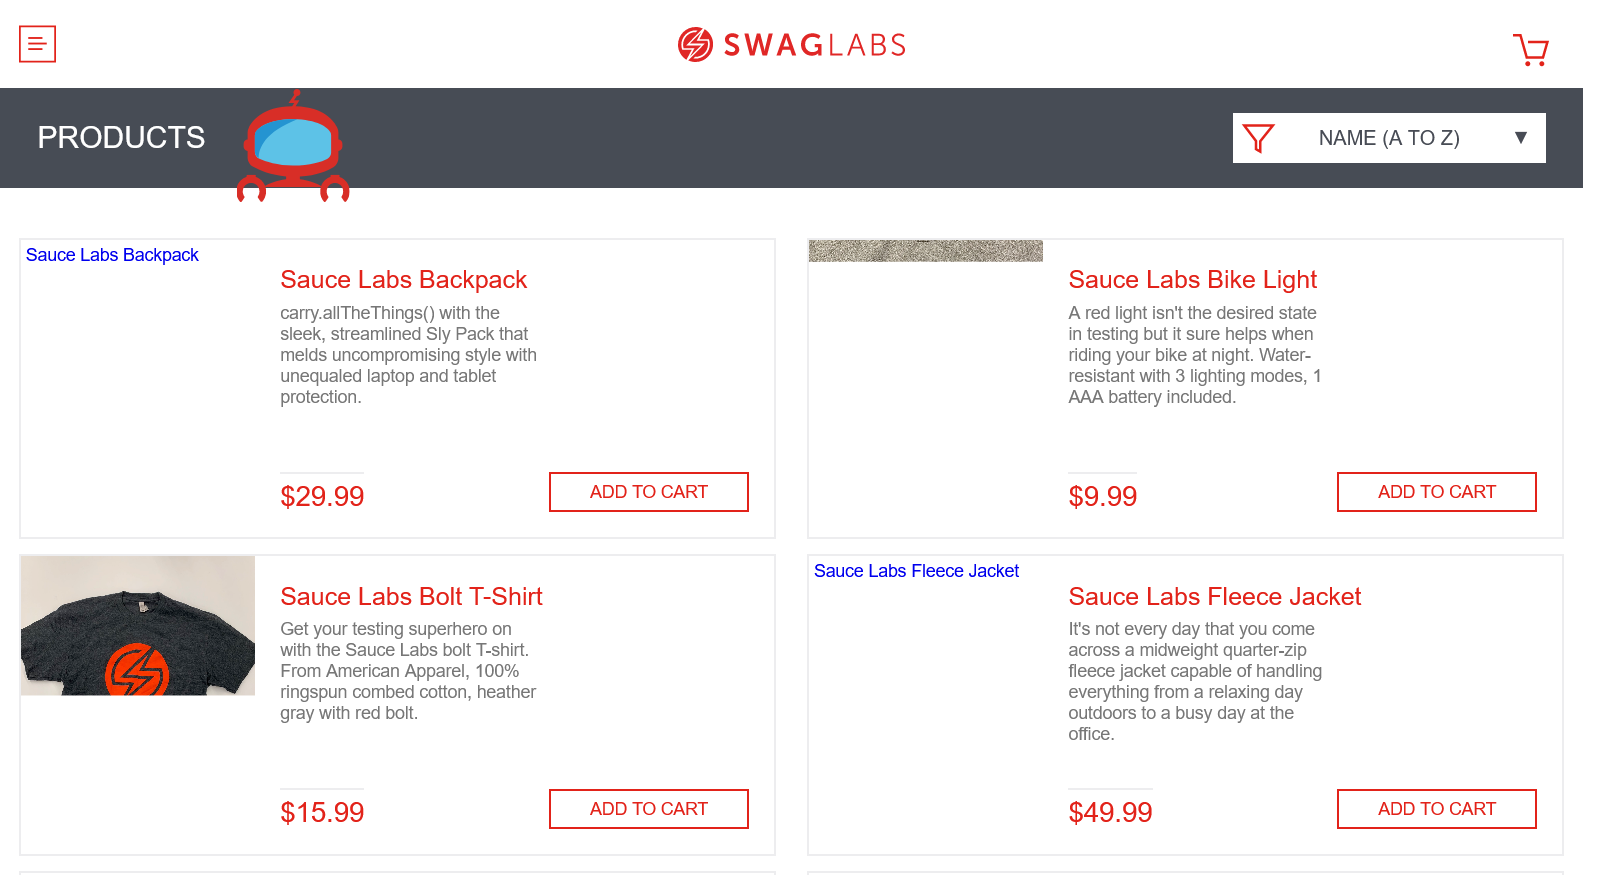 SWAGLABS
PRODUCTS
NAME (A TO Z)
Sauce Labs Backpack
Sauce Labs Backpack
carry.allTheThings() with the
sleek, streamlined Sly Pack that
melds uncompromising style with
unequaled laptop and tablet
protection.
$29.99
ADD TO CART
Sauce Labs Bike Light
A red light isn't the desired state
in testing but it sure helps when
riding your bike at night. Water-
resistant with 3 lighting modes, 1
AAA battery included.
$9.99
ADD TO CART
Sauce Labs Bolt T-Shirt
Get your testing superhero on
with the Sauce Labs bolt T-shirt.
From American Apparel, 100%
ringspun combed cotton, heather
gray with red bolt.
$15.99
ADD TO CART
Sauce Labs Fleece Jacket
Sauce Labs Fleece Jacket
It's not every day that you come
across a midweight quarter-zip
fleece jacket capable of handling
everything from a relaxing day
outdoors to a busy day at the
office.
$49.99
ADD TO CART